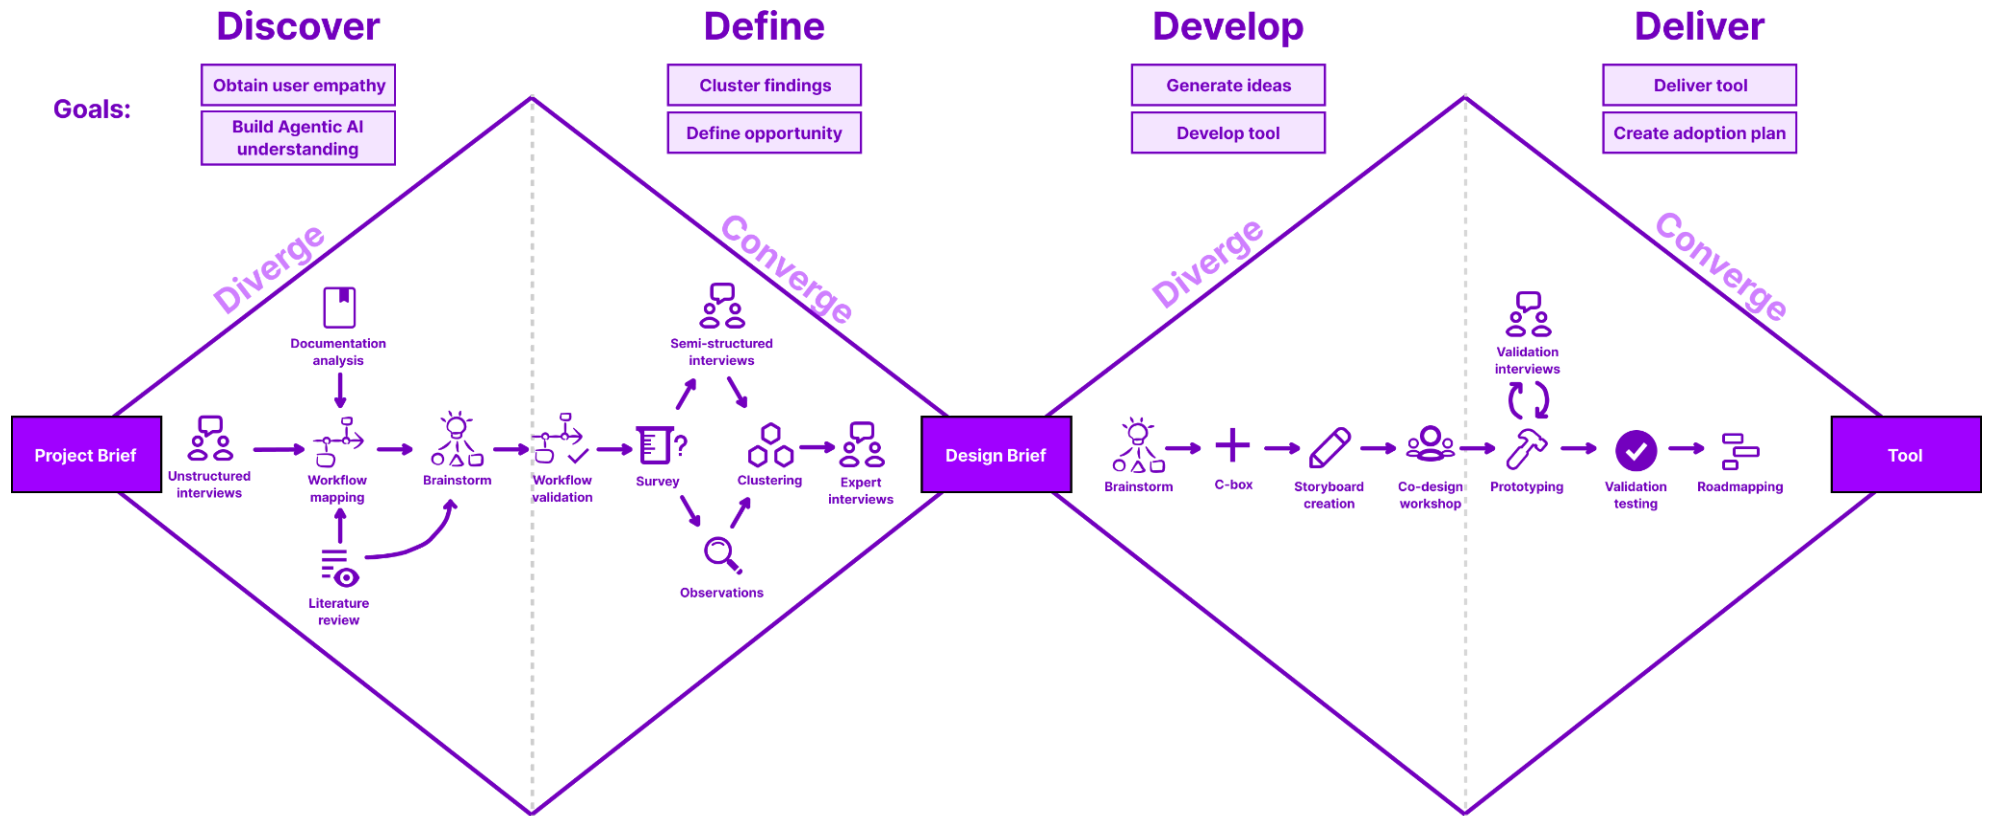 Discover
Define
Develop
Deliver
Goals:
Obtain user empathy
Build Agentic AI
understanding
Cluster findings
Define opportunity
Generate ideas
Develop tool
Deliver tool
Create adoption plan
Diverge
Converge
Diverge
Converge
Project Brief
Unstructured
interviews
Documentation
analysis
Workflow
mapping
Literature
review
Brainstorm
Workflow
validation
Survey
?
Semi-structured
interviews
Observations
Clustering
Expert
interviews
Design Brief
Brainstorm
C-box
Storyboard
creation
Co-design
workshop
Validation
interviews
Prototyping
Validation
testing
Roadmapping
Tool